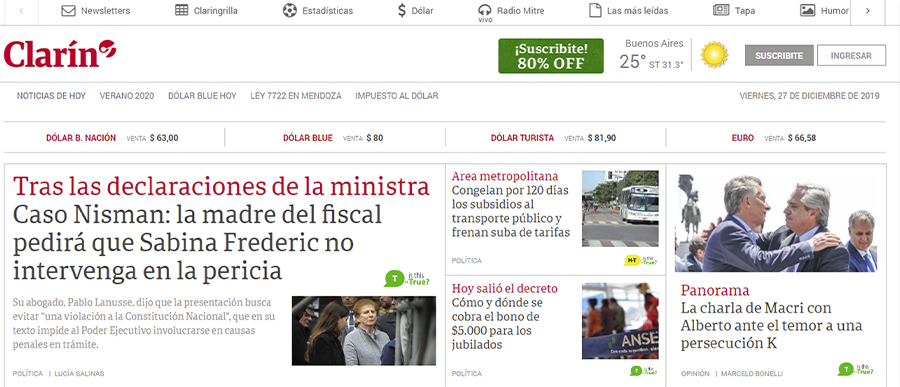 Newsletters
Claringrilla
Estadísticas
Dólar
Radio Mitre
VIVO
Las más leídas
Tapa
Humor
Clarín
¡Suscribite!
80% OFF
Buenos Aires
25° ST 31.3°
SUSCRIBITE
INGRESAR
NOTICIAS DE HOY VERANO 2020 DÓLAR BLUE HOY LEY 7722 EN MENDOZA IMPUESTO AL DÓLAR
VIERNES, 27 DE DICIEMBRE DE 2019
DÓLAR B. NACIÓN VENTA $ 63,00
DÓLAR BLUE VENTA $ 80
DÓLAR TURISTA VENTA $ 81,90
EURO VENTA $ 66,58
Tras las declaraciones de la ministra
Caso Nisman: la madre del fiscal
pedirá que Sabina Frederic no
intervenga en la pericia
T is this True?
Su abogado, Pablo Lanusse, dijo que la presentación busca
evitar "una violación a la Constitución Nacional", que en su
texto impide al Poder Ejecutivo involucrarse en causas
penales en trámite.
POLÍTICA LUCÍA SALINAS
Area metropolitana
Congelan por 120 días
los subsidios al
transporte público y
frenan suba de tarifas
POLÍTICA
H-T is this True?
Hoy salió el decreto
Cómo y dónde se
cobra el bono de
$5.000 para los
jubilados
ANSE
POLÍTICA
T is this True?
Panorama
La charla de Macri con
Alberto ante el temor a una
persecución K
OPINIÓN MARCELO BONELLI
T is this True?